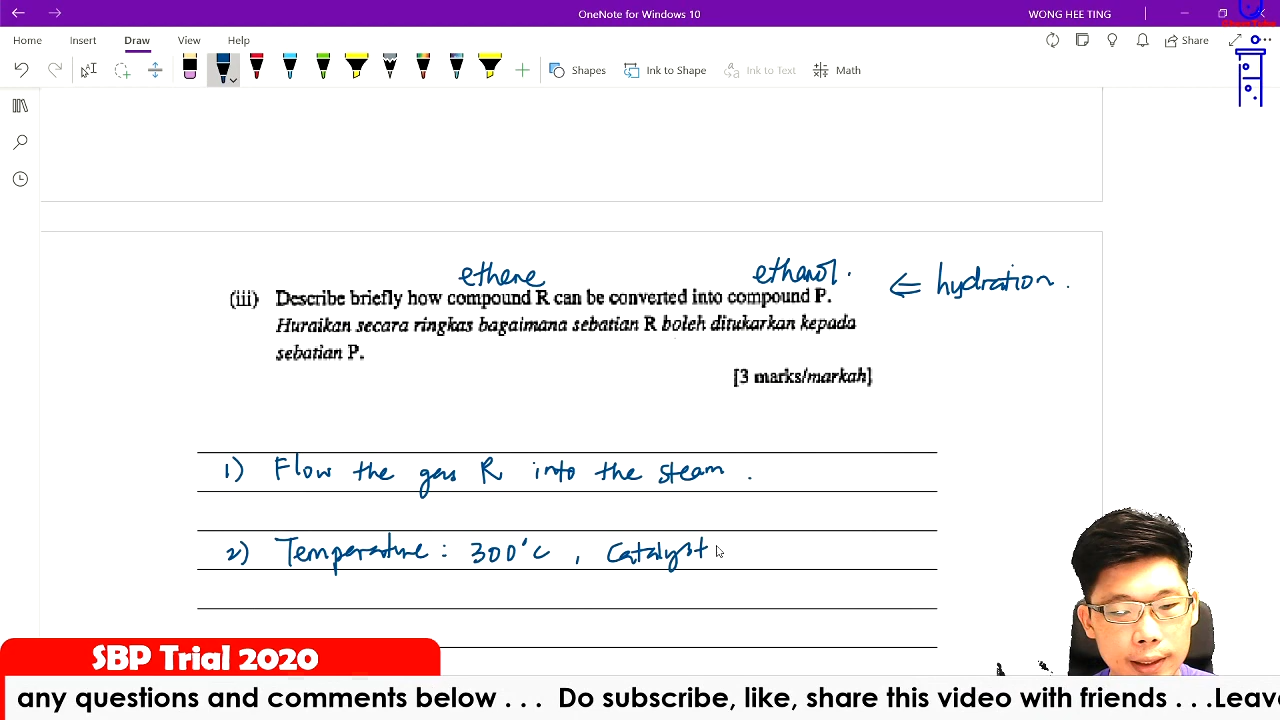 OneNote for Windows 10
WONG HEE TING
Home Insert Draw View Help
Share
Shapes Ink to Shape Ink to Text Math
ethene ethanol. ⇐ hydration.
(iii) Describe briefly how compound R can be converted into compound P.
Huraikan secara ringkas bagaimana sebatian R boleh ditukarkan kepada
sebatian P.
[3 marks/markah]
1) Flow the gas R into the steam.
2) Temperature: 300°C, Catalyst
SBP Trial 2020
any questions and comments below . . . Do subscribe, like, share this video with friends . . .Leav